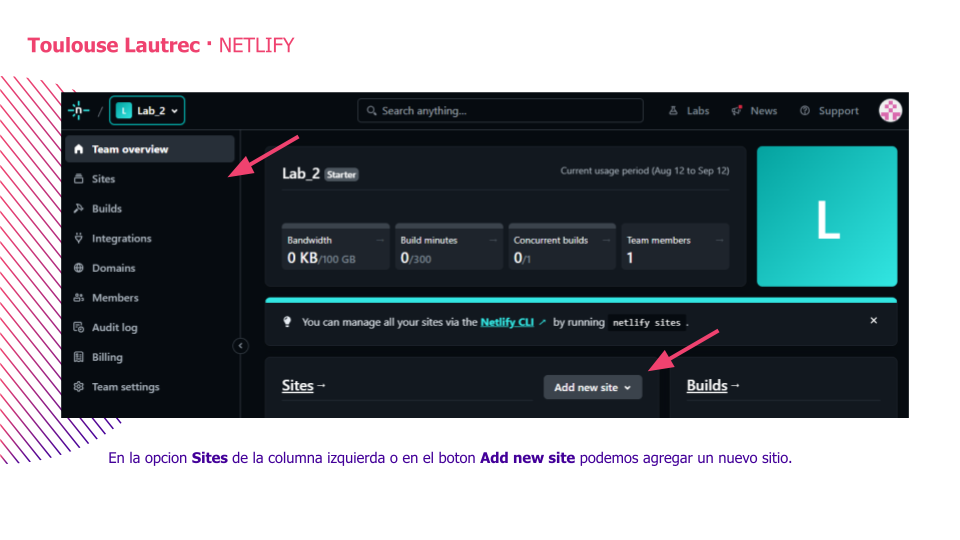 Toulouse Lautrec · NETLIFY
n / L Lab_2
Search anything...
Labs
News
Support
Team overview
Sites
Builds
Integrations
Domains
Members
Audit log
Billing
Team settings
Lab_2 Starter
Current usage period (Aug 12 to Sep 12)
Bandwidth
0 KB/100 GB
Build minutes
0/300
Concurrent builds
0/1
Team members
1
L
You can manage all your sites via the Netlify CLI ↗ by running netlify sites .
Sites →
Add new site
Builds →
En la opcion Sites de la columna izquierda o en el boton Add new site podemos agregar un nuevo sitio.